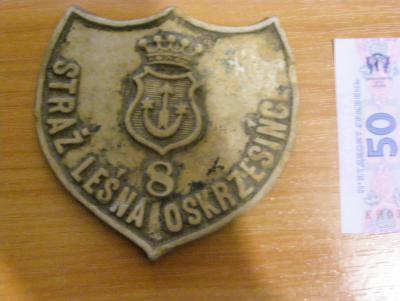 STRAŻ LEŚNA OSKRZESINC.
8
50